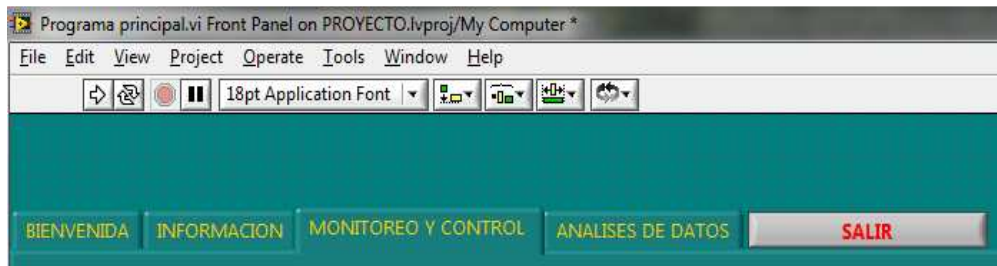 Programa principal.vi Front Panel on PROYECTO.lvproj/My Computer *
File Edit View Project Operate Tools Window Help
18pt Application Font
BIENVENIDA INFORMACION MONITOREO Y CONTROL ANALISES DE DATOS SALIR